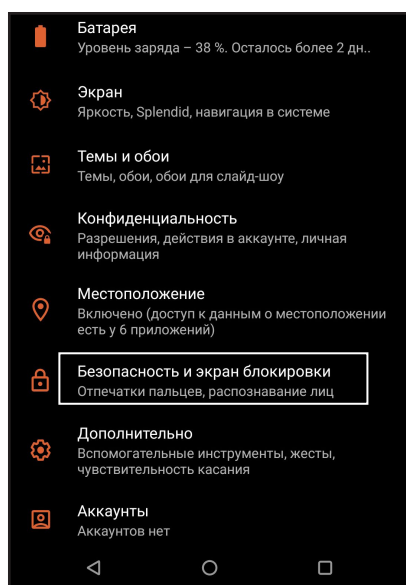 Батарея
Уровень заряда – 38 %. Осталось более 2 дн..
Экран
Яркость, Splendid, навигация в системе
Темы и обои
Темы, обои, обои для слайд-шоу
Конфиденциальность
Разрешения, действия в аккаунте, личная
информация
Местоположение
Включено (доступ к данным о местоположении
есть у 6 приложений)
Безопасность и экран блокировки
Отпечатки пальцев, распознавание лиц
Дополнительно
Вспомогательные инструменты, жесты,
чувствительность касания
Аккаунты
Аккаунтов нет